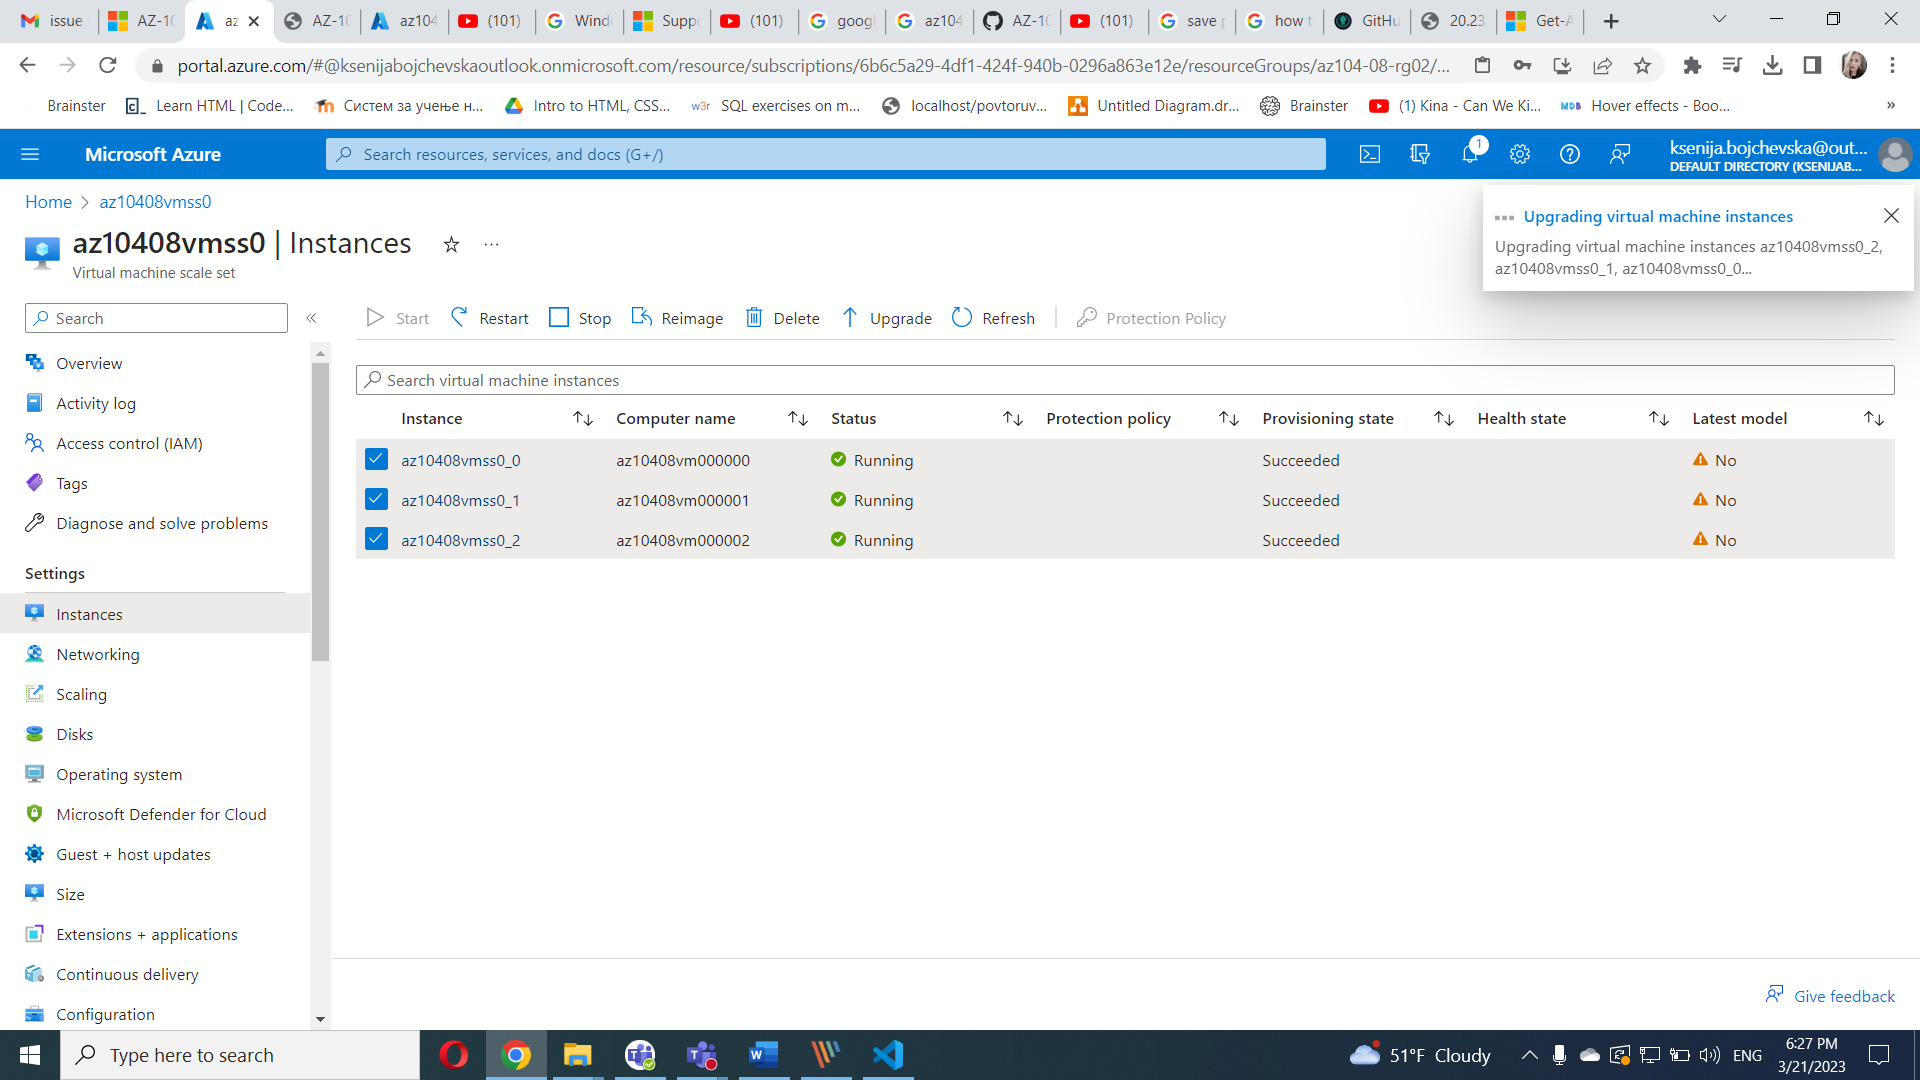 issue
AZ-10
az
AZ-10
az104
(101)
Wind
Suppo
(101)
googl
az104
AZ-10
(101)
save p
how t
GitHu
20.23
Get-A
portal.azure.com/#@ksenijabojchevskaoutlook.onmicrosoft.com/resource/subscriptions/6b6c5a29-4df1-424f-940b-0296a863e12e/resourceGroups/az104-08-rg02/...
Brainster
Learn HTML | Code...
Систем за учење н...
Intro to HTML, CSS...
SQL exercises on m...
localhost/povtoruv...
Untitled Diagram.dr...
Brainster
(1) Kina - Can We Ki...
Hover effects - Boo...
»
Microsoft Azure
Search resources, services, and docs (G+/)
1
ksenija.bojchevska@out...
DEFAULT DIRECTORY (KSENIJAB...
Home > az10408vmss0
az10408vmss0 | Instances
Virtual machine scale set
Upgrading virtual machine instances
Upgrading virtual machine instances az10408vmss0_2,
az10408vmss0_1, az10408vmss0_0...
Search
Start
Restart
Stop
Reimage
Delete
Upgrade
Refresh
Protection Policy
Overview
Activity log
Access control (IAM)
Tags
Diagnose and solve problems
Settings
Instances
Networking
Scaling
Disks
Operating system
Microsoft Defender for Cloud
Guest + host updates
Size
Extensions + applications
Continuous delivery
Configuration
Search virtual machine instances
Instance Computer name Status Protection policy Provisioning state Health state Latest model
az10408vmss0_0 az10408vm000000 Running Succeeded No
az10408vmss0_1 az10408vm000001 Running Succeeded No
az10408vmss0_2 az10408vm000002 Running Succeeded No
Give feedback
Type here to search
51°F Cloudy
ENG
6:27 PM
3/21/2023